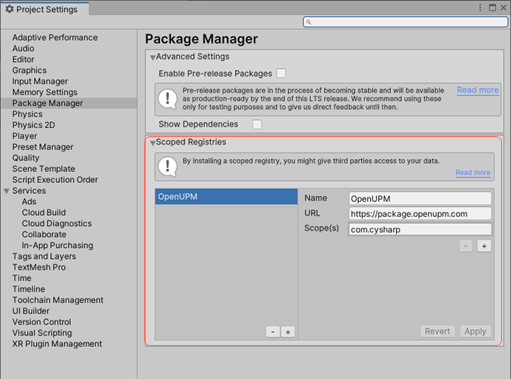 Project Settings
Adaptive Performance
Audio
Editor
Graphics
Input Manager
Memory Settings
Package Manager
Physics
Physics 2D
Player
Preset Manager
Quality
Scene Template
Script Execution Order
Services
Ads
Cloud Build
Cloud Diagnostics
Collaborate
In-App Purchasing
Tags and Layers
TextMesh Pro
Time
Timeline
Toolchain Management
UI Builder
Version Control
Visual Scripting
XR Plugin Management
Package Manager
Advanced Settings
Enable Pre-release Packages
Pre-release packages are in the process of becoming stable and will be available
as production-ready by the end of this LTS release. We recommend using these
only for testing purposes and to give us direct feedback until then.
Read more
Show Dependencies
Scoped Registries
By installing a scoped registry, you might give third parties access to your data.
Read more
OpenUPM
Name OpenUPM
URL https://package.openupm.com
Scope(s) com.cysharp
- +
- +
Revert Apply